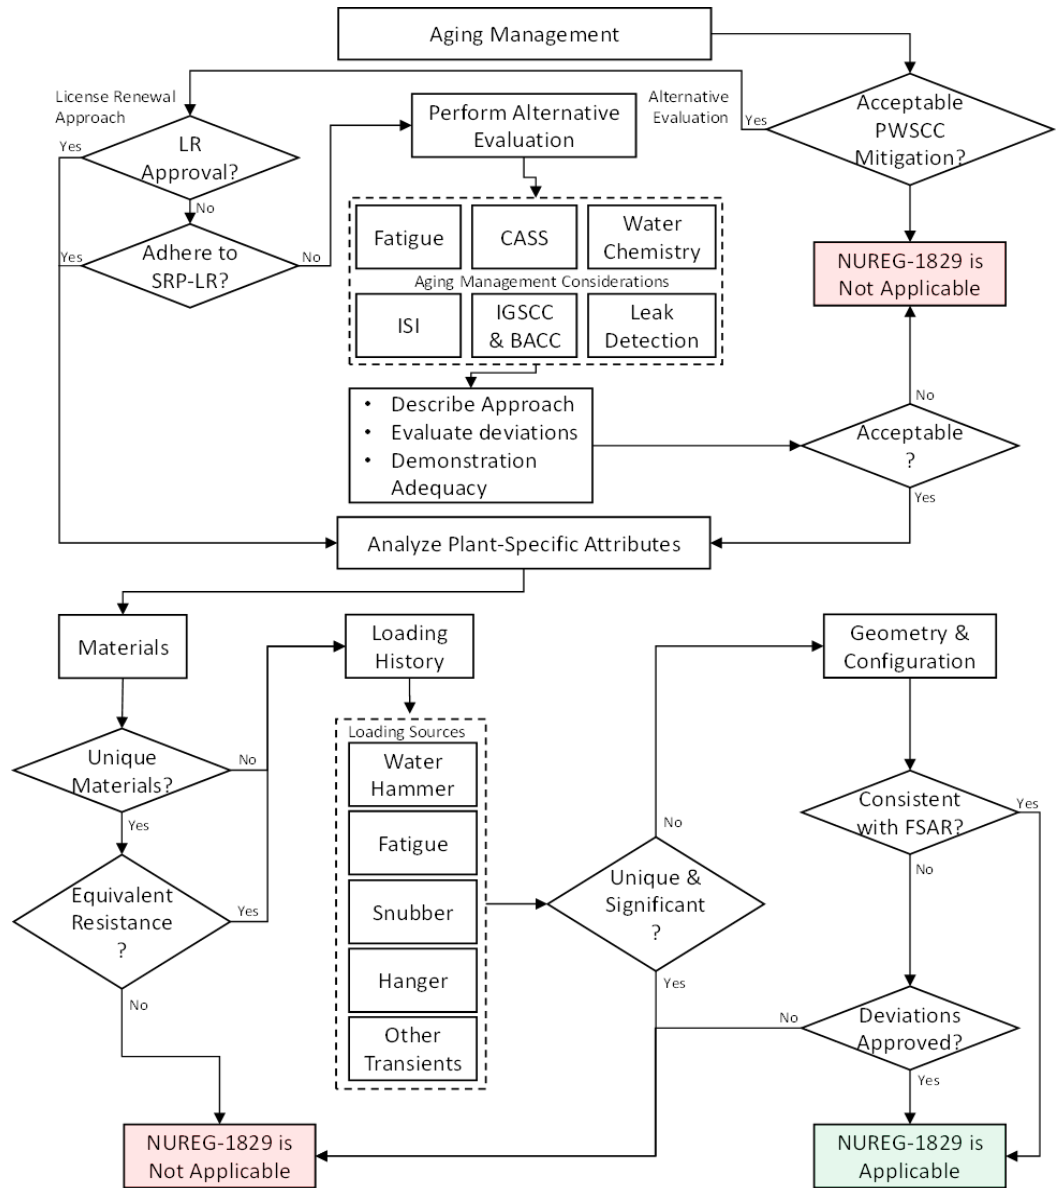 Aging Management
License Renewal
Approach
Alternative
Evaluation
Yes
Acceptable
PWSCC
Mitigation?
Perform Alternative
Evaluation
Yes
LR
Approval?
No
Yes
Adhere to
SRP-LR?
No
Fatigue
CASS
Water
Chemistry
Aging Management Considerations
ISI
IGSCC
& BACC
Leak
Detection
NUREG-1829 is
Not Applicable
• Describe Approach
• Evaluate deviations
• Demonstration
Adequacy
No
Acceptable
?
Yes
Analyze Plant-Specific Attributes
Materials
Unique
Materials?
No
Yes
Equivalent
Resistance
?
Yes
No
Loading
History
Loading Sources
Water
Hammer
Fatigue
Snubber
Hanger
Other
Transients
No
Unique &
Significant
?
Yes
Geometry &
Configuration
Consistent
with FSAR?
Yes
No
No
Deviations
Approved?
Yes
NUREG-1829 is
Not Applicable
NUREG-1829 is
Applicable